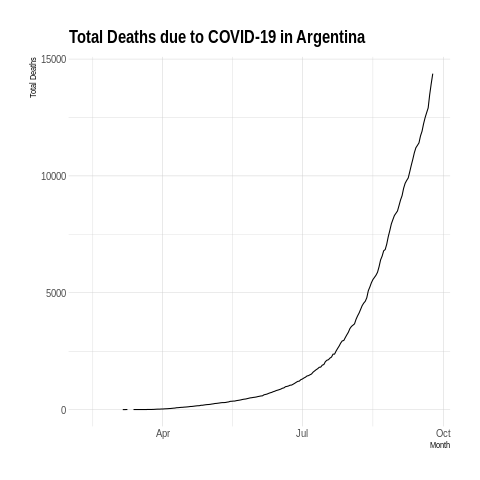 Total Deaths due to COVID-19 in Argentina
Total Deaths
15000
10000
5000
0
Apr
Jul
Oct
Month